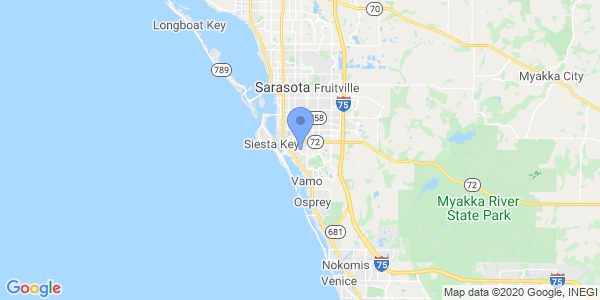 70
Longboat Key
789
Myakka City
Sarasota
Fruitville
75
758
Siesta Key
72
Vamo
72
Osprey
Myakka River
State Park
681
Nokomis
75
75
Venice
Google
Map data ©2020 Google, INEGI